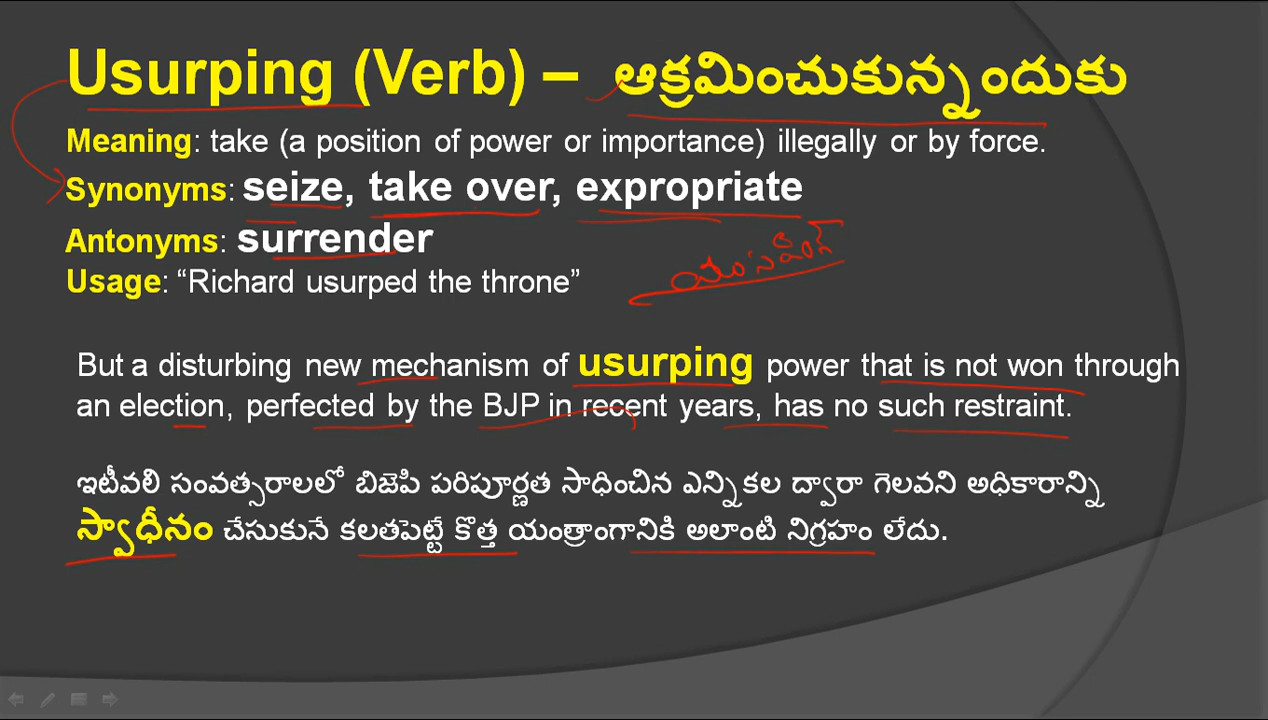 Usurping (Verb) – ఆక్రమించుకున్నందుకు
Meaning: take (a position of power or importance) illegally or by force.
Synonyms: seize, take over, expropriate
Antonyms: surrender
Usage: “Richard usurped the throne”
But a disturbing new mechanism of usurping power that is not won through
an election, perfected by the BJP in recent years, has no such restraint.
ఇటీవలి సంవత్సరాలలో బిజెపి పరిపూర్ణత సాధించిన ఎన్నికల ద్వారా గెలవని అధికారాన్ని
స్వాధీనం చేసుకునే కలతపెట్టే కొత్త యంత్రాంగానికి అలాంటి నిగ్రహం లేదు.